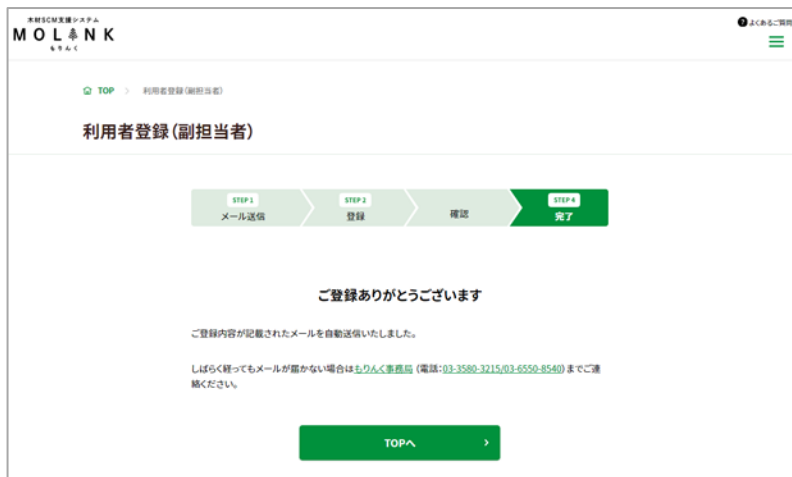 木材SCM支援システム
MOLINK
もりんく
?よくあるご質問
TOP > 利用者登録(副担当者)
利用者登録(副担当者)
STEP 1
メール送信
STEP 2
登録
確認
STEP 4
完了
ご登録ありがとうございます
ご登録内容が記載されたメールを自動送信いたしました。
しばらく経ってもメールが届かない場合はもりんく事務局 (電話:03-3580-3215/03-6550-8540) までご連
絡ください。
TOPへ >